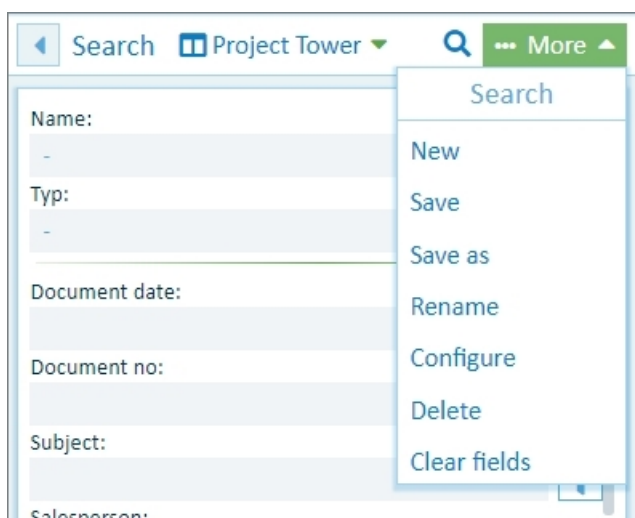 Search Project Tower ••• More
Search
Name:
-
New
Save
Typ:
-
Save as
Document date:
Rename
Document no:
Configure
Delete
Subject:
Clear fields
Salesperson: